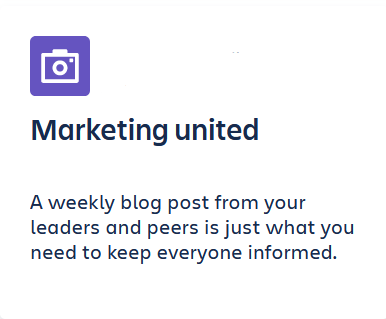 Marketing united
A weekly blog post from your
leaders and peers is just what you
need to keep everyone informed.